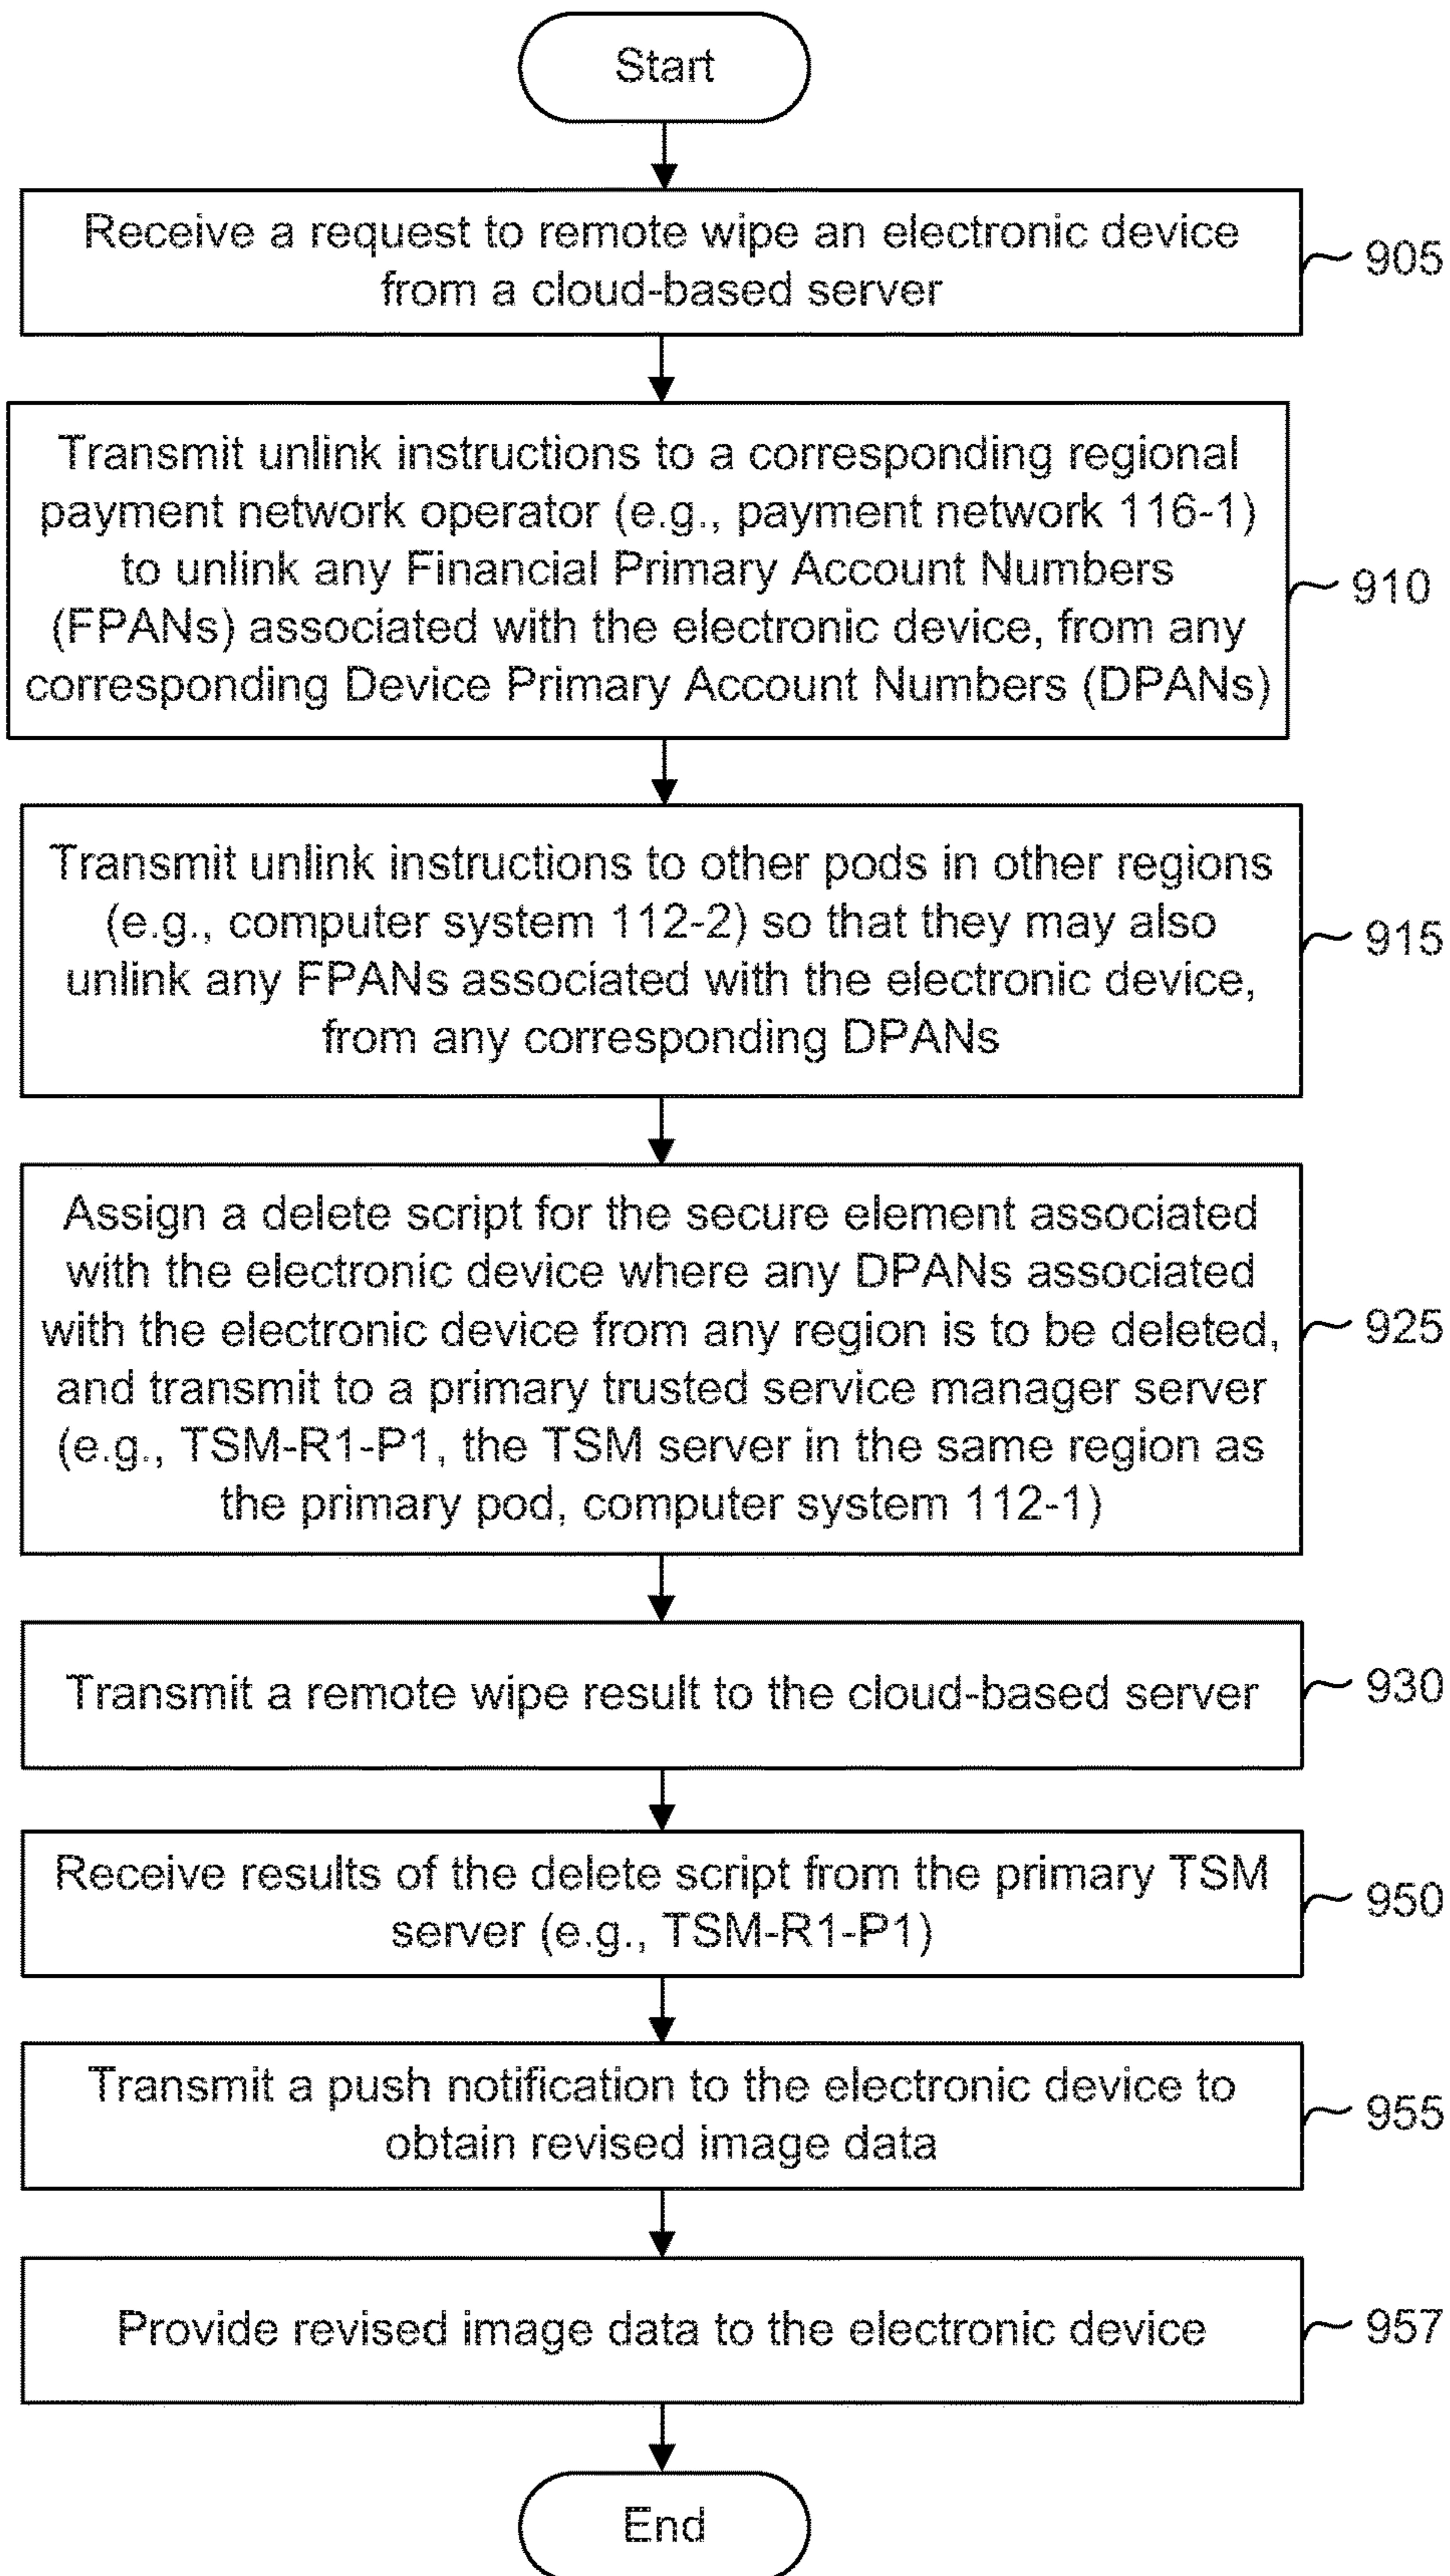 Start
Receive a request to remote wipe an electronic device
from a cloud-based server
905
Transmit unlink instructions to a corresponding regional
payment network operator (e.g., payment network 116-1)
to unlink any Financial Primary Account Numbers
(FPANs) associated with the electronic device, from any
corresponding Device Primary Account Numbers (DPANs)
910
Transmit unlink instructions to other pods in other regions
(e.g., computer system 112-2) so that they may also
unlink any FPANs associated with the electronic device,
from any corresponding DPANs
915
Assign a delete script for the secure element associated
with the electronic device where any DPANs associated
with the electronic device from any region is to be deleted,
and transmit to a primary trusted service manager server
(e.g., TSM-R1-P1, the TSM server in the same region as
the primary pod, computer system 112-1)
925
Transmit a remote wipe result to the cloud-based server
930
Receive results of the delete script from the primary TSM
server (e.g., TSM-R1-P1)
950
Transmit a push notification to the electronic device to
obtain revised image data
955
Provide revised image data to the electronic device
957
End